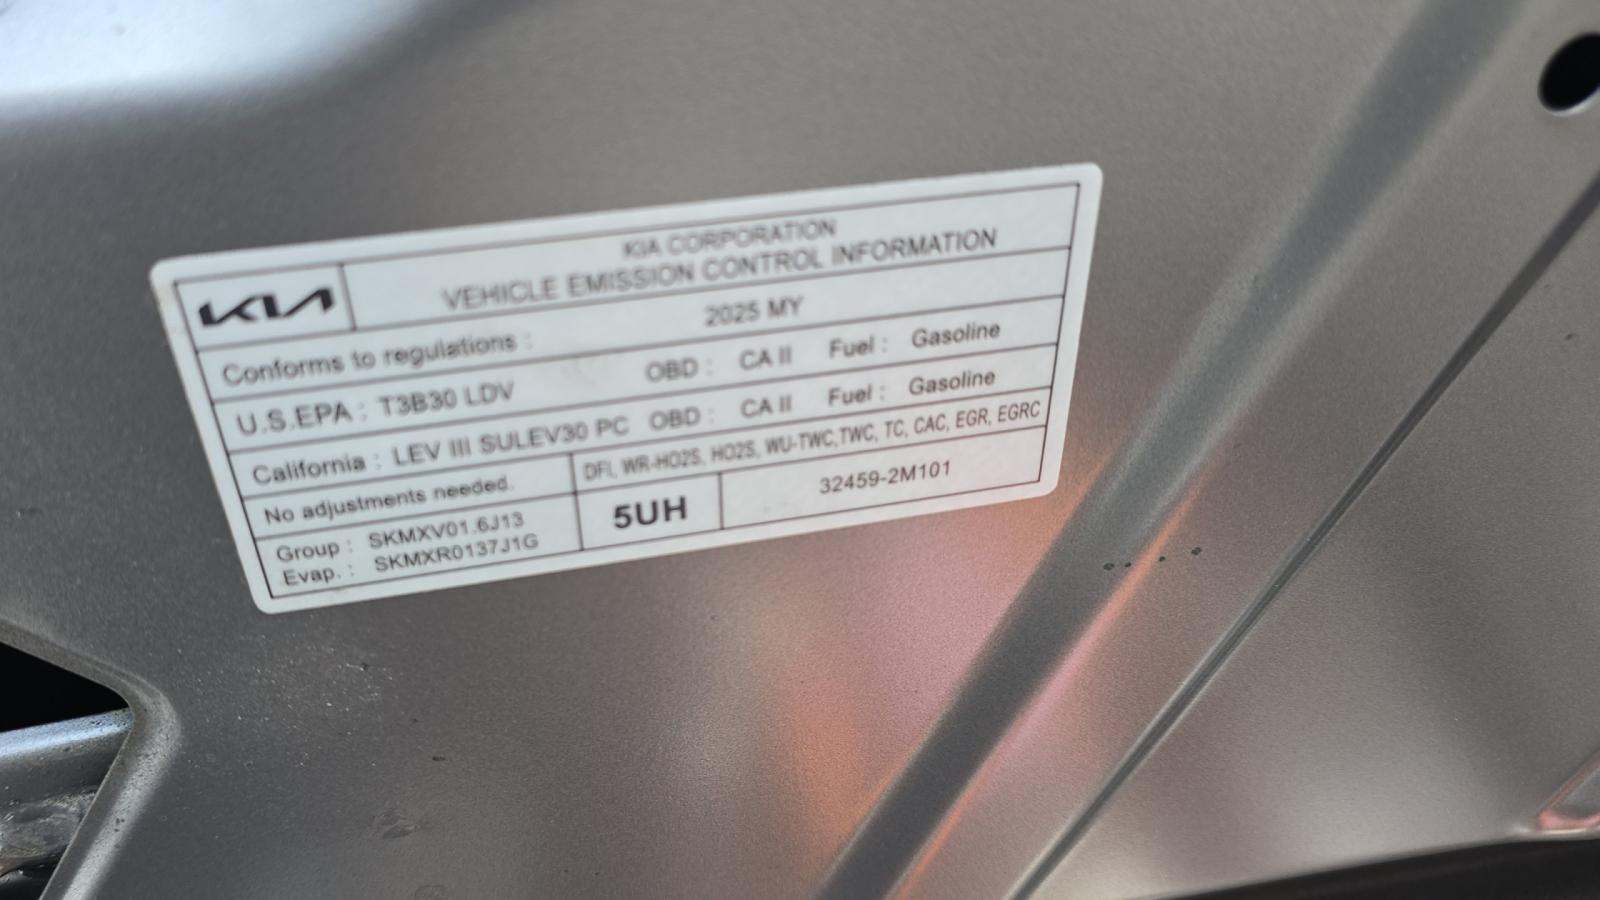 KIA CORPORATION
KIA VEHICLE EMISSION CONTROL INFORMATION
Conforms to regulations : 2025 MY
U.S.EPA : T3B30 LDV OBD : CA II Fuel : Gasoline
California : LEV III SULEV30 PC OBD : CA II Fuel : Gasoline
No adjustments needed. DFI, WR-HO2S, HO2S, WU-TWC,TWC, TC, CAC, EGR, EGRC
Group : SKMXV01.6J13 5UH 32459-2M101
Evap. : SKMXR0137J1G